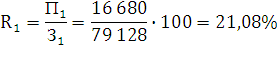 R₁ = П₁/З₁ = 16 680/79 128 · 100 = 21,08%